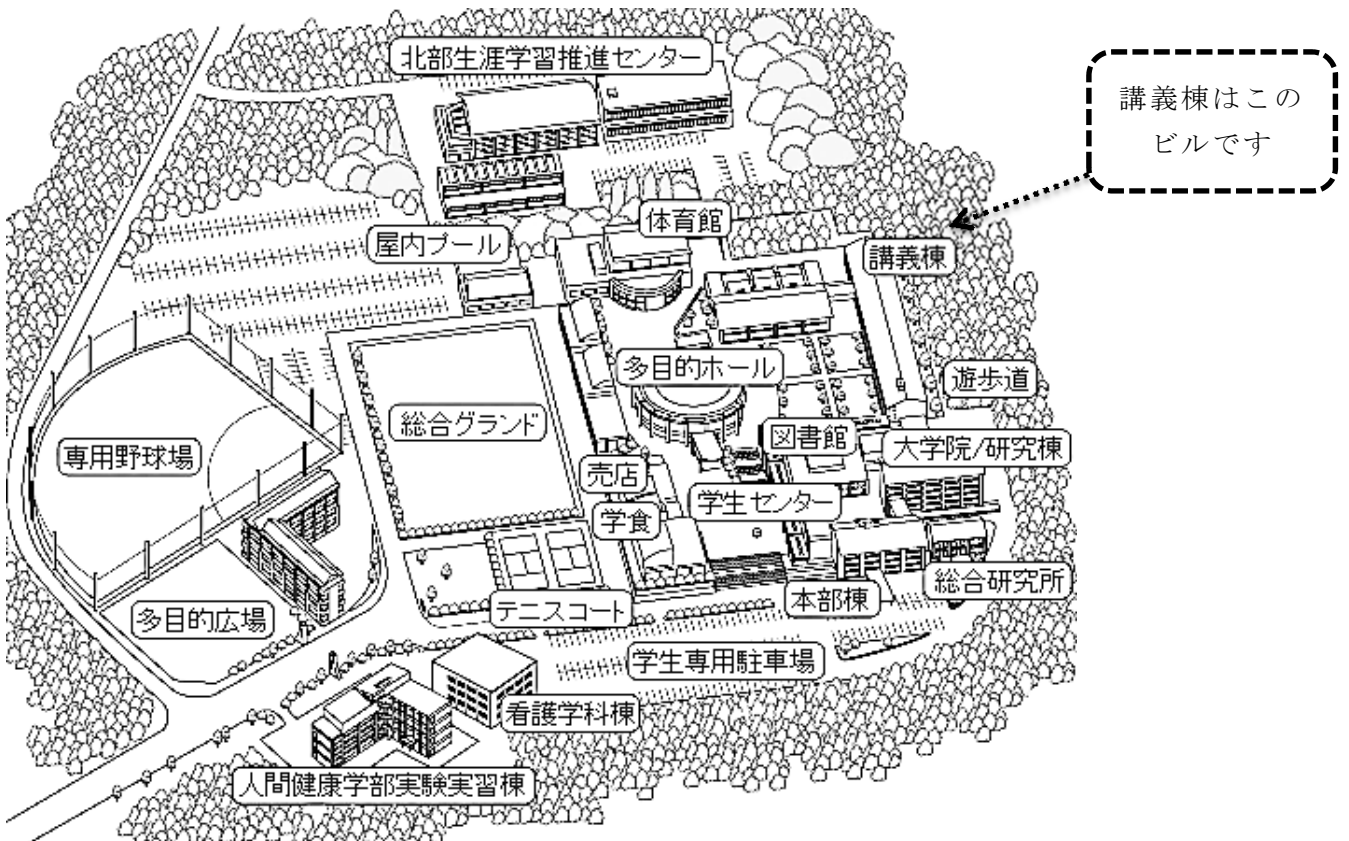 北部生涯学習推進センター
講義棟はこの
ビルです
体育館
屋内プール
講義棟
多目的ホール
遊歩道
総合グランド
専用野球場
図書館
大学院/研究棟
売店
学生センター
学食
総合研究所
本部棟
テニスコート
多目的広場
学生専用駐車場
看護学科棟
人間健康学部実験実習棟